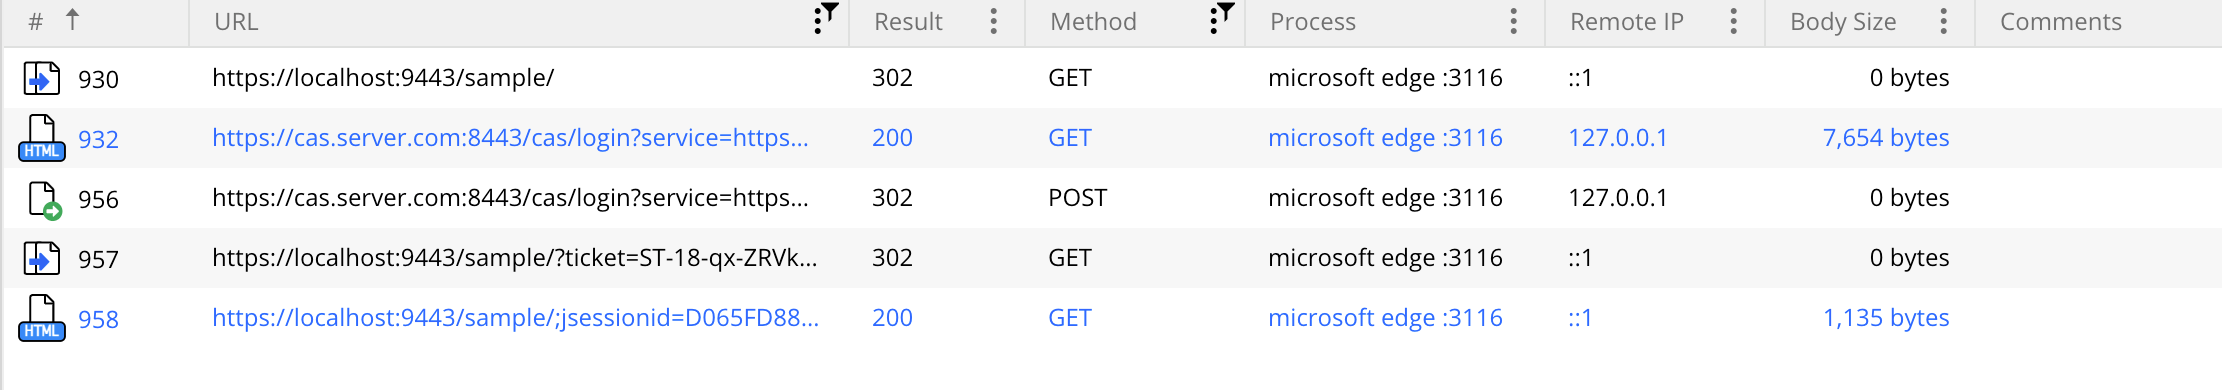 # ↑ URL Result Method Process Remote IP Body Size Comments
930 https://localhost:9443/sample/ 302 GET microsoft edge :3116 ::1 0 bytes
HTML 932 https://cas.server.com:8443/cas/login?service=https... 200 GET microsoft edge :3116 127.0.0.1 7,654 bytes
956 https://cas.server.com:8443/cas/login?service=https... 302 POST microsoft edge :3116 127.0.0.1 0 bytes
957 https://localhost:9443/sample/?ticket=ST-18-qx-ZRVk... 302 GET microsoft edge :3116 ::1 0 bytes
HTML 958 https://localhost:9443/sample/;jsessionid=D065FD88... 200 GET microsoft edge :3116 ::1 1,135 bytes